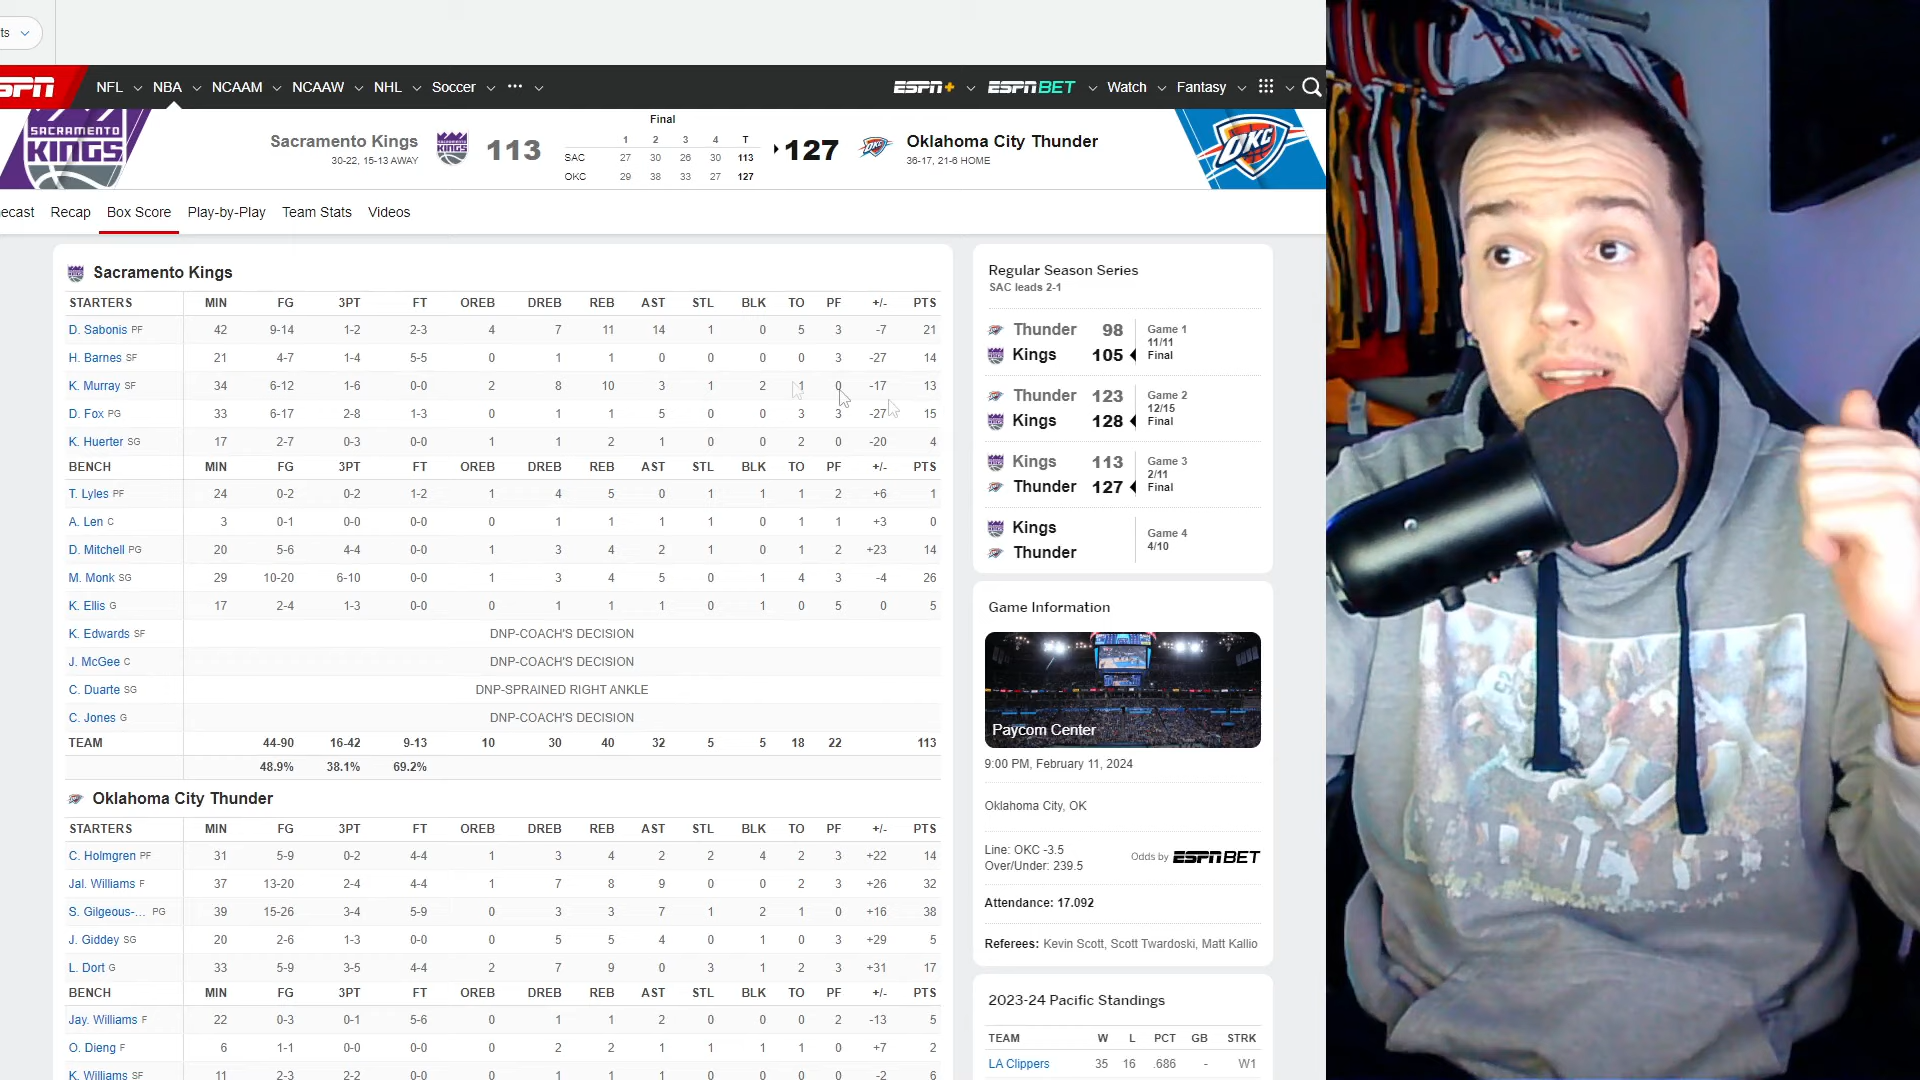 ts
ESPN
NFL NBA NCAAM NCAAW NHL Soccer ••• ESPN+ ESPN BET Watch Fantasy
SACRAMENTO KINGS
Sacramento Kings
30-22, 15-13 AWAY
KINGS
113
Final
1 2 3 4 T
SAC 27 30 26 30 113
OKC 29 38 33 27 127
127
OKC
Oklahoma City Thunder
36-17, 21-6 HOME
OKC
ecast Recap Box Score Play-by-Play Team Stats Videos
Sacramento Kings
STARTERS MIN FG 3PT FT OREB DREB REB AST STL BLK TO PF +/- PTS
D. Sabonis PF 42 9-14 1-2 2-3 4 7 11 14 1 0 5 3 -7 21
H. Barnes SF 21 4-7 1-4 5-5 0 1 1 0 0 0 0 3 -27 14
K. Murray SF 34 6-12 1-6 0-0 2 8 10 3 1 2 1 0 -17 13
D. Fox PG 33 6-17 2-8 1-3 0 1 1 5 0 0 3 3 -27 15
K. Huerter SG 17 2-7 0-3 0-0 1 1 2 1 0 0 2 0 -20 4
BENCH MIN FG 3PT FT OREB DREB REB AST STL BLK TO PF +/- PTS
T. Lyles PF 24 0-2 0-2 1-2 1 4 5 0 1 1 1 2 +6 1
A. Len C 3 0-1 0-0 0-0 0 1 1 1 1 0 1 1 +3 0
D. Mitchell PG 20 5-6 4-4 0-0 1 3 4 2 1 0 1 2 +23 14
M. Monk SG 29 10-20 6-10 0-0 1 3 4 5 0 1 4 3 -4 26
K. Ellis G 17 2-4 1-3 0-0 0 1 1 1 0 1 0 5 0 5
K. Edwards SF DNP-COACH'S DECISION
J. McGee C DNP-COACH'S DECISION
C. Duarte SG DNP-SPRAINED RIGHT ANKLE
C. Jones G DNP-COACH'S DECISION
TEAM 44-90 16-42 9-13 10 30 40 32 5 5 18 22 113
48.9% 38.1% 69.2%
Oklahoma City Thunder
STARTERS MIN FG 3PT FT OREB DREB REB AST STL BLK TO PF +/- PTS
C. Holmgren PF 31 5-9 0-2 4-4 1 3 4 2 2 4 2 3 +22 14
Jal. Williams F 37 13-20 2-4 4-4 1 7 8 9 0 0 2 3 +26 32
S. Gilgeous-... PG 39 15-26 3-4 5-9 0 3 3 7 1 2 1 0 +16 38
J. Giddey SG 20 2-6 1-3 0-0 0 5 5 4 0 1 0 3 +29 5
L. Dort G 33 5-9 3-5 4-4 2 7 9 0 3 1 2 3 +31 17
BENCH MIN FG 3PT FT OREB DREB REB AST STL BLK TO PF +/- PTS
Jay. Williams F 22 0-3 0-1 5-6 0 1 1 2 0 0 0 2 -13 5
O. Dieng F 6 1-1 0-0 0-0 0 2 2 1 1 1 1 0 +7 2
K. Williams SF 11 2-3 2-2 0-0 0 1 1 1 0 0 0 0 -2 6
Regular Season Series
SAC leads 2-1
Thunder 98 Game 1
11/11
Kings 105 Final
Thunder 123 Game 2
12/15
Kings 128 Final
Kings 113 Game 3
2/11
Thunder 127 Final
Kings
Game 4
Thunder 4/10
Game Information
Paycom Center
9:00 PM, February 11, 2024
Oklahoma City, OK
Line: OKC -3.5
Over/Under: 239.5
Odds by ESPN BET
Attendance: 17.092
Referees: Kevin Scott, Scott Twardoski, Matt Kallio
2023-24 Pacific Standings
TEAM W L PCT GB STRK
LA Clippers 35 16 .686 - W1